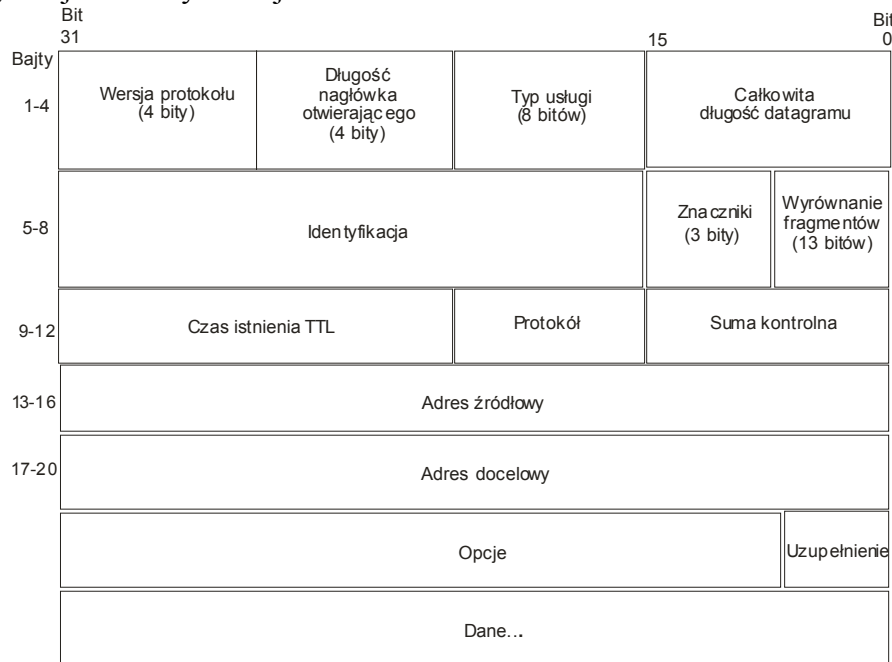 Bit
31
Bit
0
15
Bajty
1-4
Wersja protokołu
(4 bity)
Długość
nagłówka
otwierającego
(4 bity)
Typ usługi
(8 bitów)
Całkowita
długość datagramu
5-8
Identyfikacja
Znaczniki
(3 bity)
Wyrównanie
fragmentów
(13 bitów)
9-12
Czas istnienia TTL
Protokół
Suma kontrolna
13-16
Adres źródłowy
17-20
Adres docelowy
Opcje
Uzupełnienie
Dane...